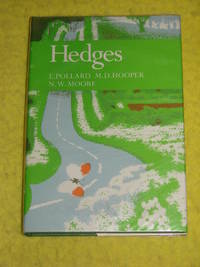 Hedges
E. POLLARD M.D. HOOPER
N.W. MOORE